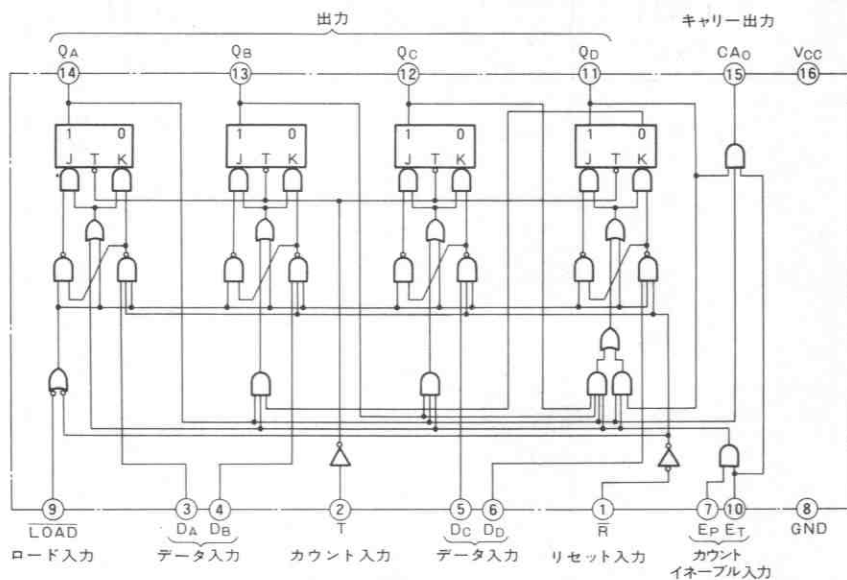 出力
キャリー出力
QA QB QC QD CAO VCC
14 13 12 11 15 16
1 0 1 0 1 0 1 0
J T K J T K J T K J T K
9 3 4 2 5 6 1 7 10 8
LOAD DA DB T DC DD R EP ET GND
ロード入力 データ入力 カウント入力 データ入力 リセット入力 カウント
イネーブル入力